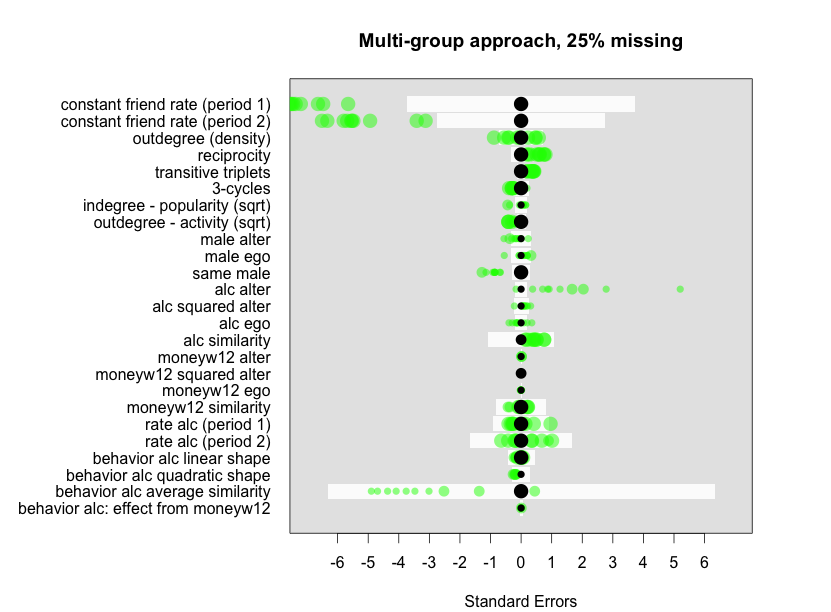 Multi-group approach, 25% missing
constant friend rate (period 1)
constant friend rate (period 2)
outdegree (density)
reciprocity
transitive triplets
3-cycles
indegree - popularity (sqrt)
outdegree - activity (sqrt)
male alter
male ego
same male
alc alter
alc squared alter
alc ego
alc similarity
moneyw12 alter
moneyw12 squared alter
moneyw12 ego
moneyw12 similarity
rate alc (period 1)
rate alc (period 2)
behavior alc linear shape
behavior alc quadratic shape
behavior alc average similarity
behavior alc: effect from moneyw12
-6 -5 -4 -3 -2 -1 0 1 2 3 4 5 6
Standard Errors